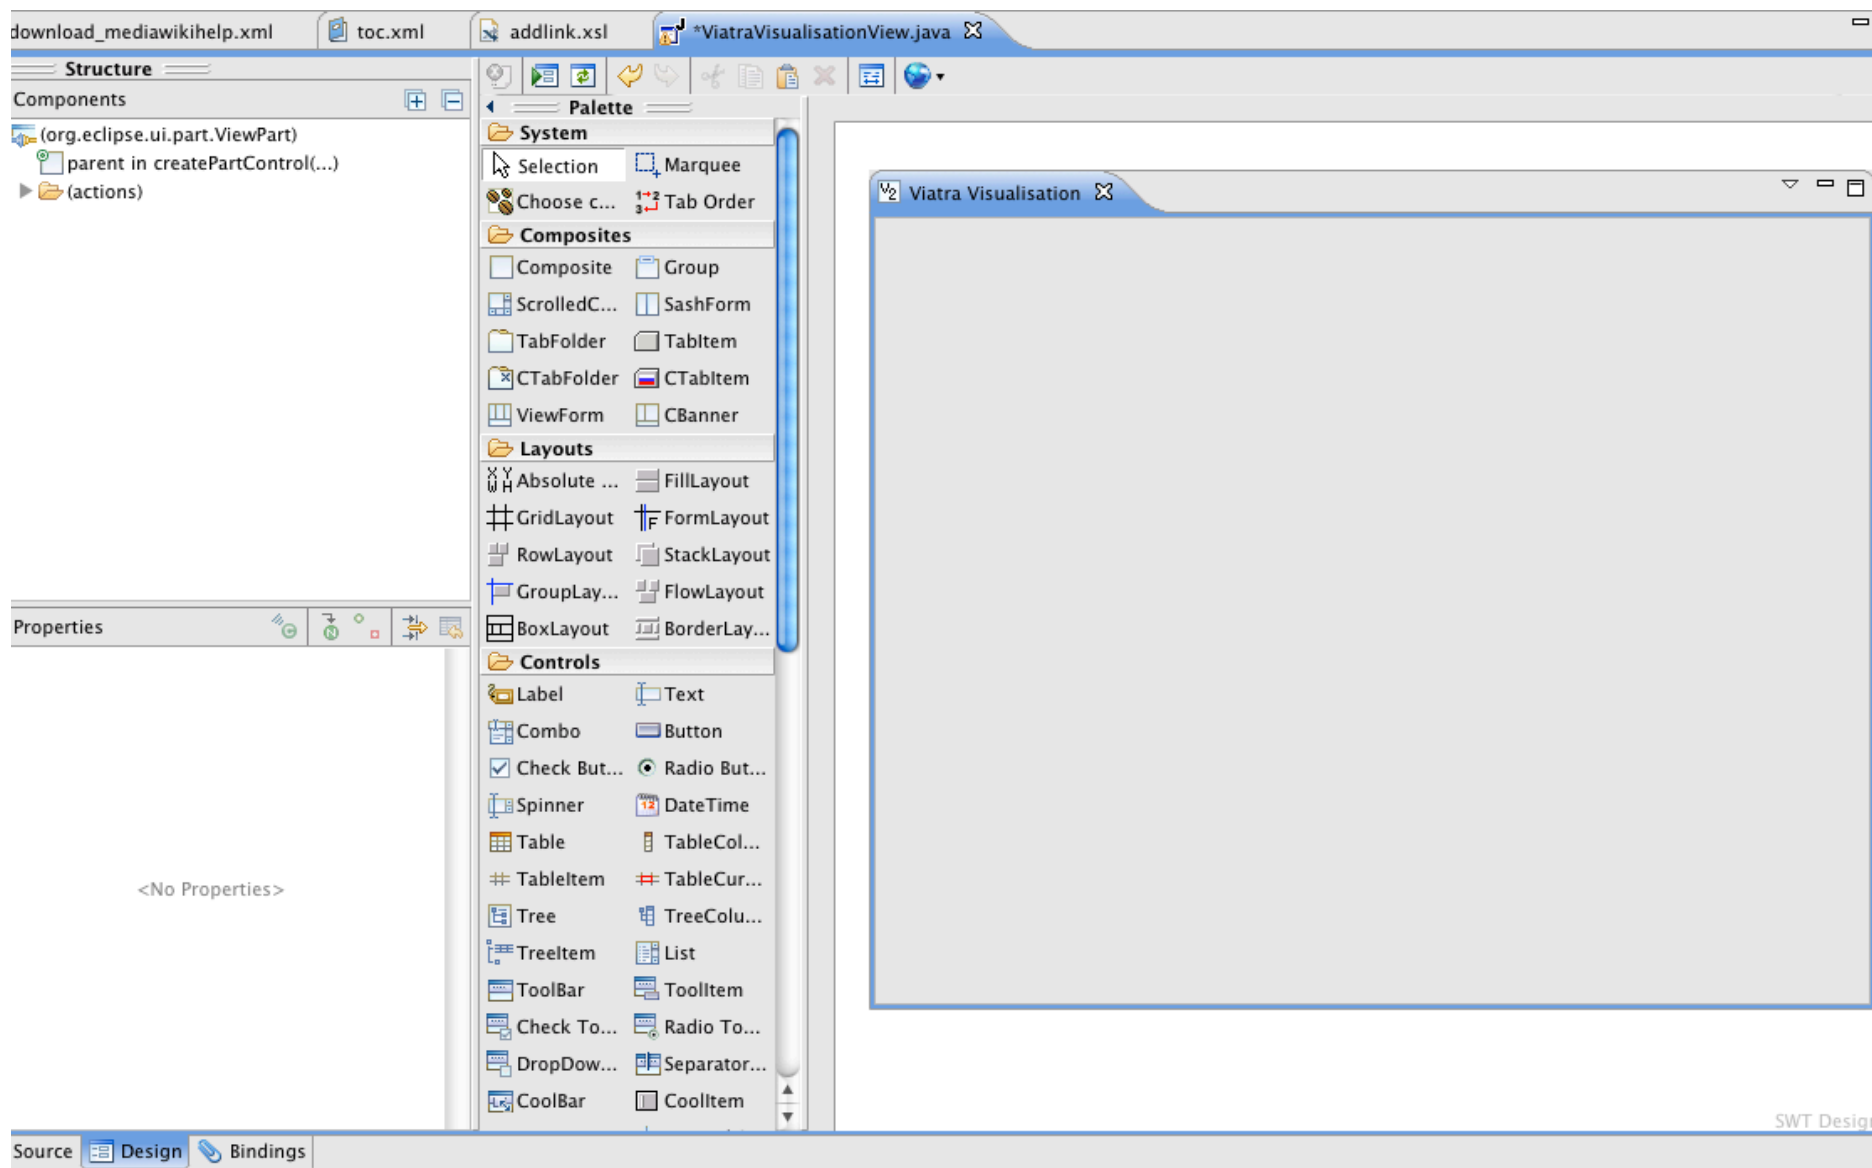 download_mediawikihelp.xml toc.xml addlink.xsl *ViatraVisualisationView.java
Structure
Components
(org.eclipse.ui.part.ViewPart)
parent in createPartControl(...)
(actions)
Properties
<No Properties>
Palette
System
Selection Marquee
Choose c... Tab Order
Composites
Composite Group
ScrolledC... SashForm
TabFolder TabItem
CTabFolder CTabItem
ViewForm CBanner
Layouts
Absolute ... FillLayout
GridLayout FormLayout
RowLayout StackLayout
GroupLay... FlowLayout
BoxLayout BorderLay...
Controls
Label Text
Combo Button
Check But... Radio But...
Spinner DateTime
Table TableCol...
TableItem TableCur...
Tree TreeColu...
TreeItem List
ToolBar ToolItem
Check To... Radio To...
DropDow... Separator...
CoolBar CoolItem
Viatra Visualisation
SWT Design
Source Design Bindings